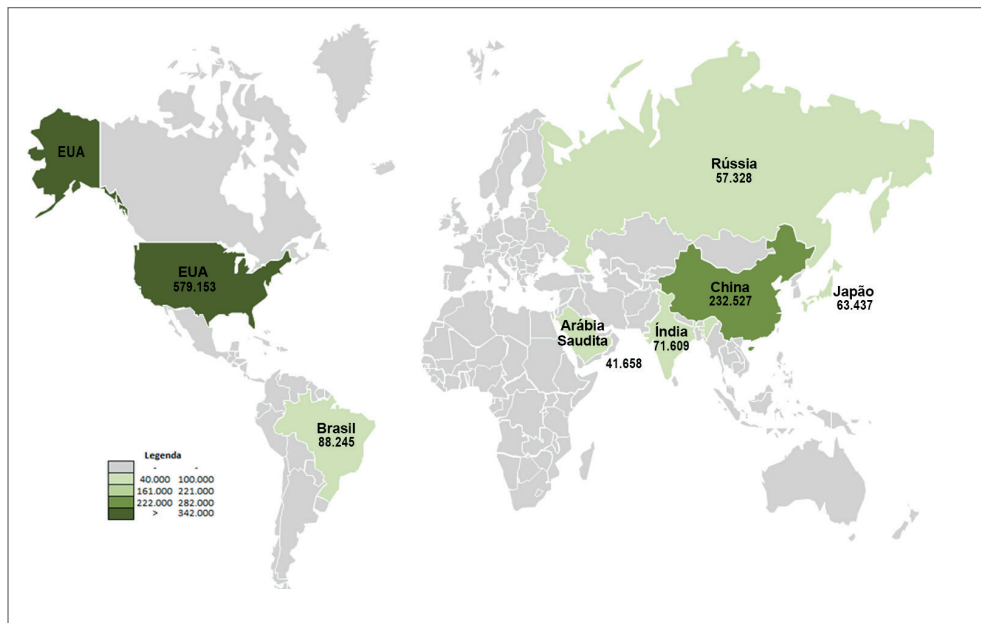 EUA
Rússia
57.328
EUA
579.153
China
232.527
Japão
63.437
Arábia
Saudita
41.658
Índia
71.609
Brasil
88.245
Legenda
- -
40.000 100.000
161.000 221.000
222.000 282.000
> 342.000